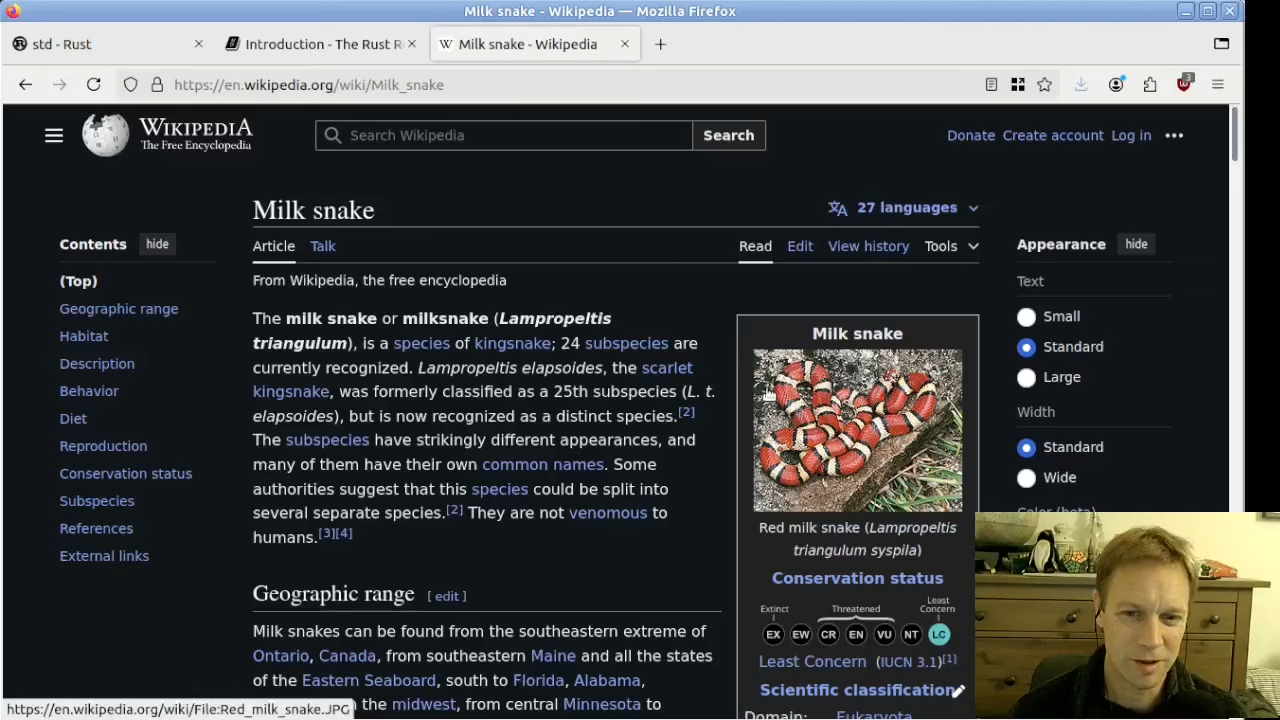 Milk snake - Wikipedia — Mozilla Firefox
std - Rust
Introduction - The Rust R
Milk snake - Wikipedia
https://en.wikipedia.org/wiki/Milk_snake
3
WIKIPEDIA
The Free Encyclopedia
Search Wikipedia
Search
Donate Create account Log in
Milk snake
27 languages
Contents hide
Article Talk
Read Edit View history Tools
Appearance hide
(Top)
Geographic range
Habitat
Description
Behavior
Diet
Reproduction
Conservation status
Subspecies
References
External links
From Wikipedia, the free encyclopedia
The milk snake or milksnake (Lampropeltis
triangulum), is a species of kingsnake; 24 subspecies are
currently recognized. Lampropeltis elapsoides, the scarlet
kingsnake, was formerly classified as a 25th subspecies (L. t.
elapsoides), but is now recognized as a distinct species.[2]
The subspecies have strikingly different appearances, and
many of them have their own common names. Some
authorities suggest that this species could be split into
several separate species.[2] They are not venomous to
humans.[3][4]
Geographic range [ edit ]
Milk snakes can be found from the southeastern extreme of
Ontario, Canada, from southeastern Maine and all the states
of the Eastern Seaboard, south to Florida, Alabama,
the midwest, from central Minnesota to
Milk snake
Red milk snake (Lampropeltis
triangulum syspila)
Conservation status
Extinct
Threatened
Least
Concern
EX EW CR EN VU NT LC
Least Concern (IUCN 3.1)[1]
Scientific classification
Domain: Eukaryota
Text
Small
Standard
Large
Width
Standard
Wide
Color (beta)
https://en.wikipedia.org/wiki/File:Red_milk_snake.JPG